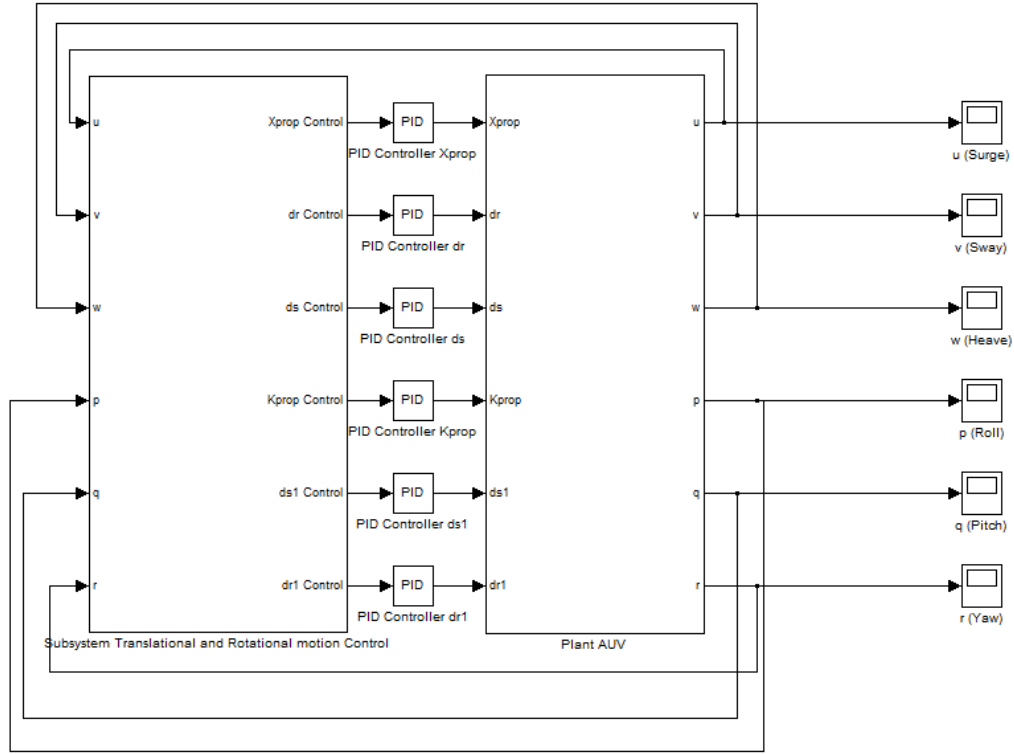 u Xprop Control PID Xprop u
PID Controller Xprop u (Surge)
v dr Control PID dr v
PID Controller dr v (Sway)
w ds Control PID ds w
PID Controller ds w (Heave)
p Kprop Control PID Kprop p
PID Controller Kprop p (Roll)
q ds1 Control PID ds1 q
PID Controller ds1 q (Pitch)
r dr1 Control PID dr1 r
PID Controller dr1 r (Yaw)
Subsystem Translational and Rotational motion Control Plant AUV